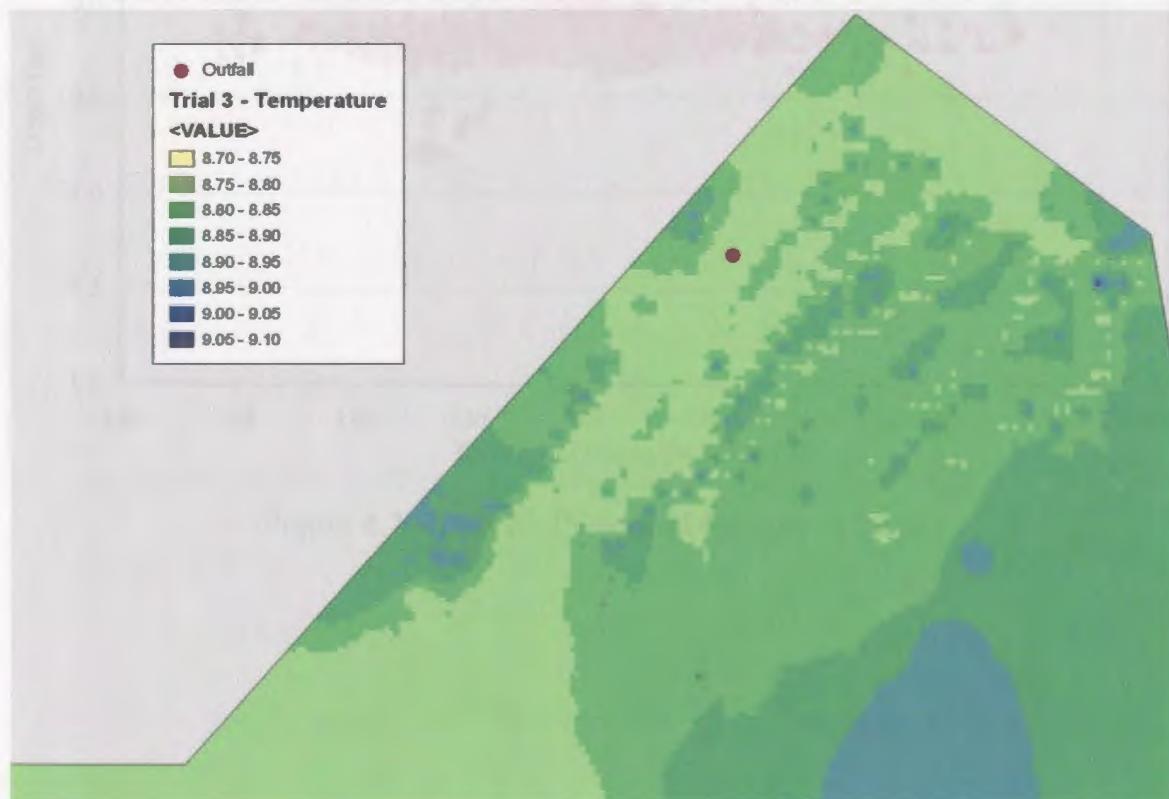 Outfall
Trial 3 - Temperature
<VALUE>
8.70 - 8.75
8.75 - 8.80
8.80 - 8.85
8.85 - 8.90
8.90 - 8.95
8.95 - 9.00
9.00 - 9.05
9.05 - 9.10